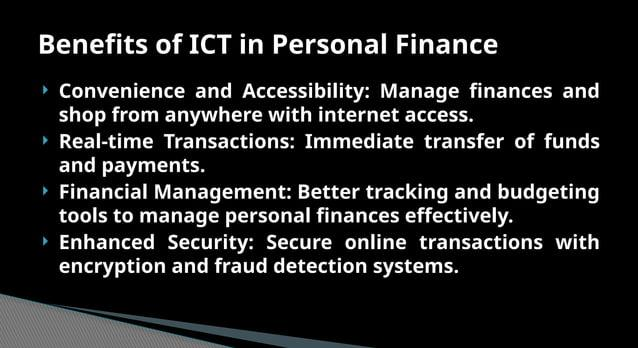 Benefits of ICT in Personal Finance
Convenience and Accessibility: Manage finances and
shop from anywhere with internet access.
Real-time Transactions: Immediate transfer of funds
and payments.
Financial Management: Better tracking and budgeting
tools to manage personal finances effectively.
Enhanced Security: Secure online transactions with
encryption and fraud detection systems.